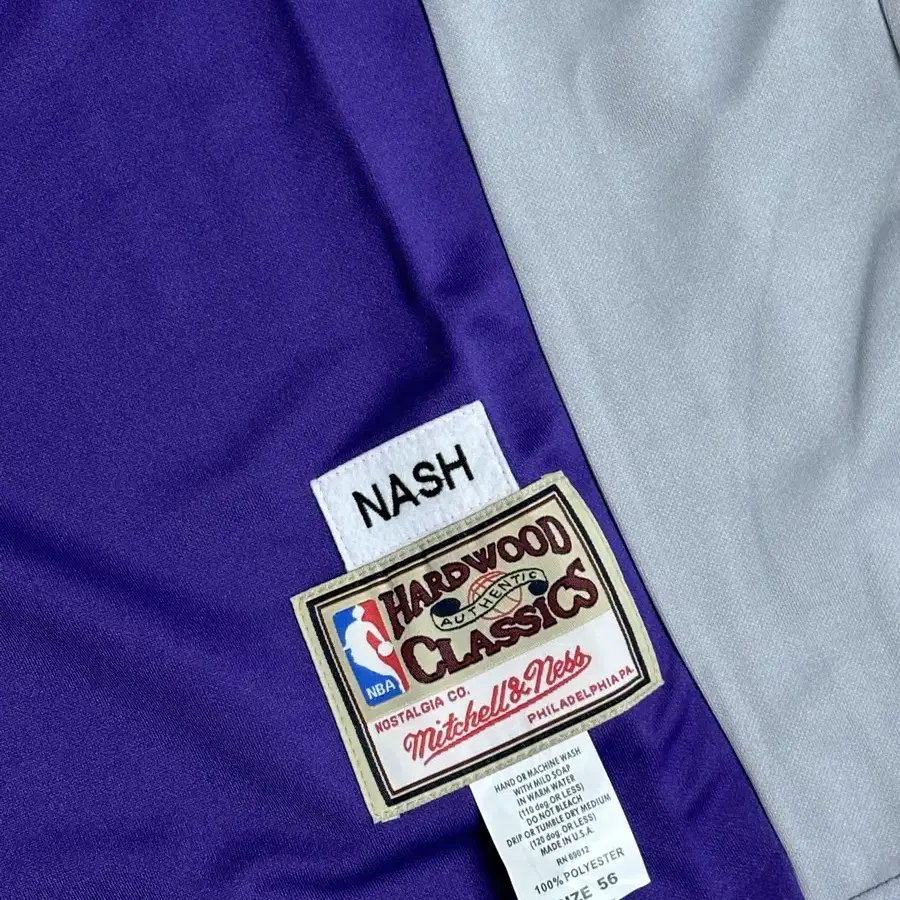 NASH
HARDWOOD
AUTHENTIC
CLASSICS
NBA
NOSTALGIA CO.
Mitchell & Ness
PHILADELPHIA PA.
HAND OR MACHINE WASH
WITH MILD SOAP
IN WARM WATER
(110 deg OR LESS)
DO NOT BLEACH
DRIP OR TUMBLE DRY MEDIUM
(120 deg. OR LESS)
MADE IN U.S.A.
RN 69012
100% POLYESTER
SIZE 56